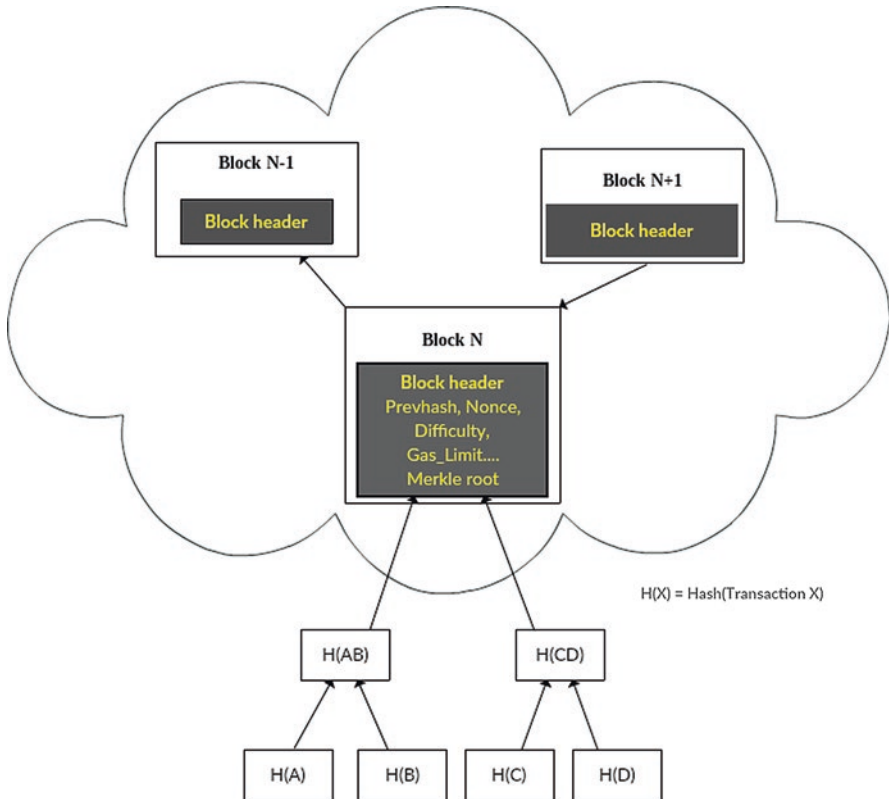 Block N-1
Block header
Block N+1
Block header
Block N
Block header
Prevhash, Nonce,
Difficulty,
Gas_Limit....
Merkle root
H(X) = Hash(Transaction X)
H(AB)
H(CD)
H(A)
H(B)
H(C)
H(D)